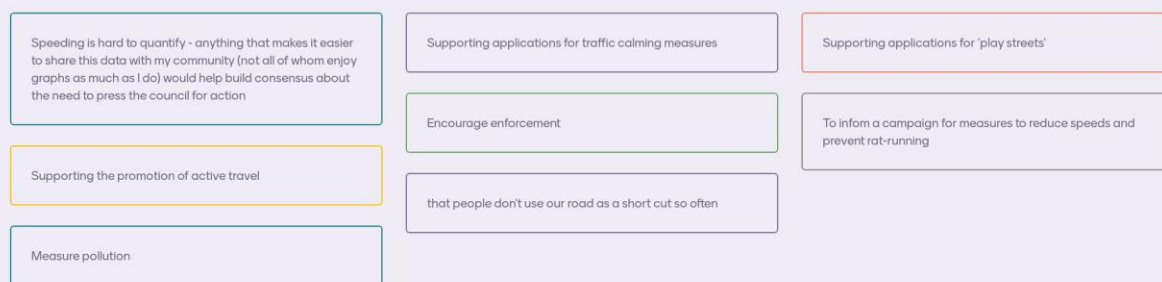 Speeding is hard to quantify - anything that makes it easier
to share this data with my community (not all of whom enjoy
graphs as much as I do) would help build consensus about
the need to press the council for action
Supporting the promotion of active travel
Measure pollution
Supporting applications for traffic calming measures
Encourage enforcement
that people don't use our road as a short cut so often
Supporting applications for 'play streets'
To infom a campaign for measures to reduce speeds and
prevent rat-running